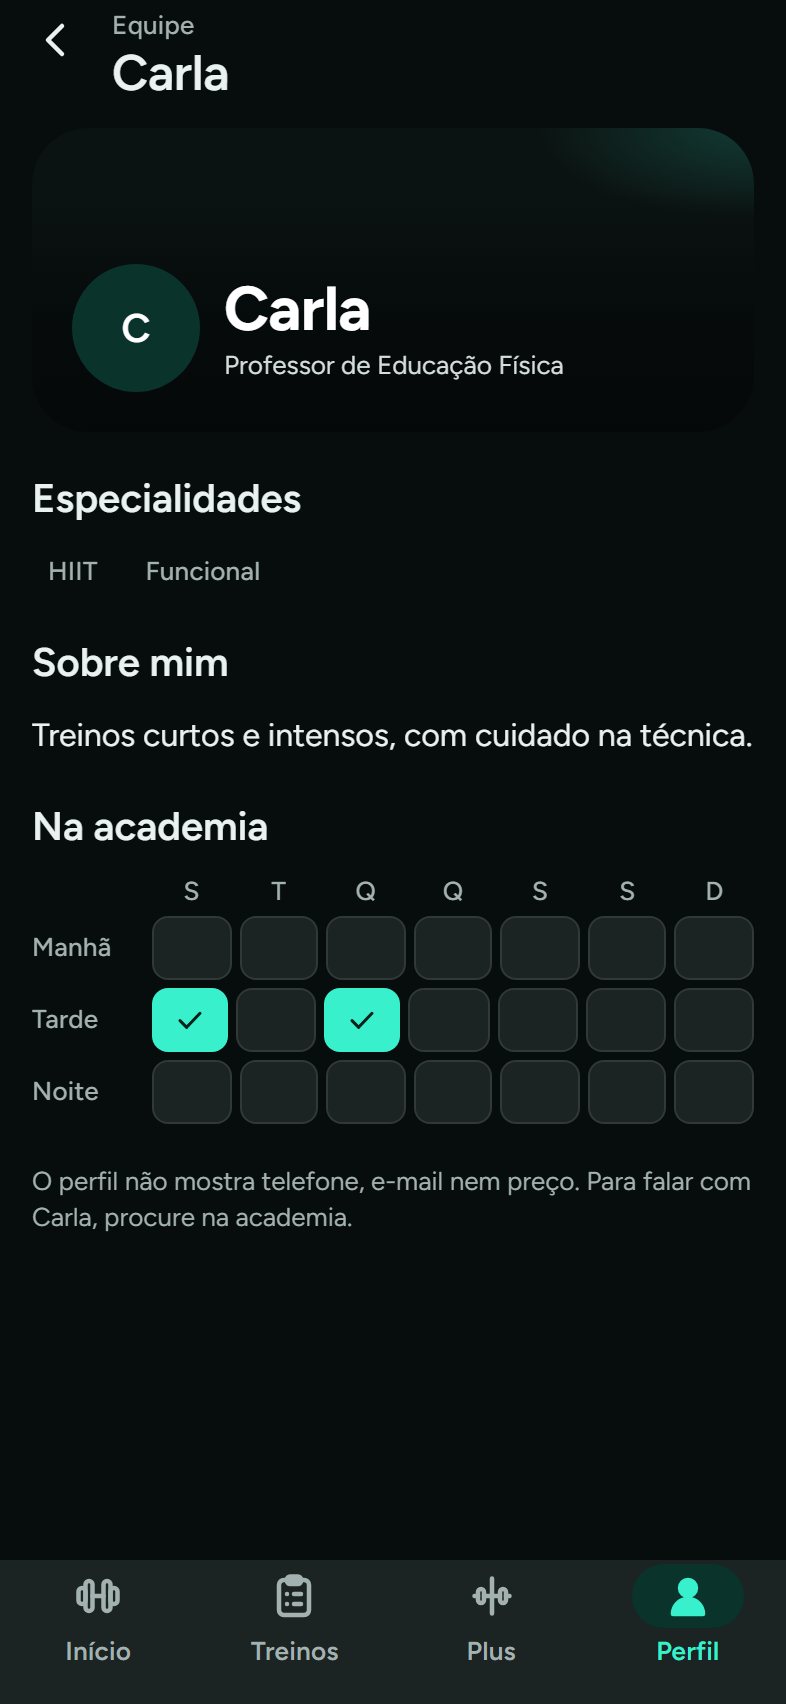 Equipe
Carla
C
Carla
Professor de Educação Física
Especialidades
HIIT Funcional
Sobre mim
Treinos curtos e intensos, com cuidado na técnica.
Na academia
S T Q Q S S D
Manhã
Tarde
Noite
O perfil não mostra telefone, e-mail nem preço. Para falar com
Carla, procure na academia.
Início Treinos Plus Perfil